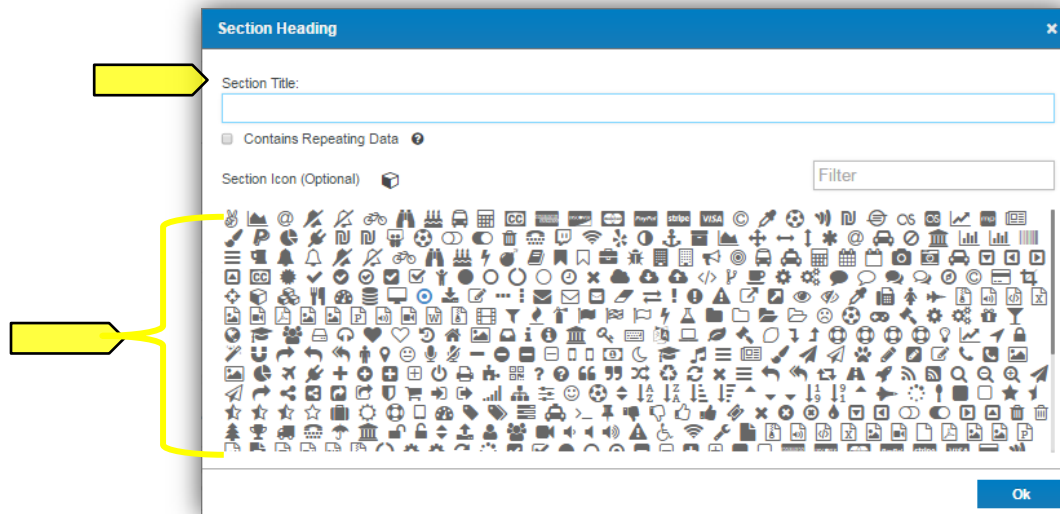 Section Heading
Section Title:
Contains Repeating Data
Section Icon (Optional)
Filter
Ok